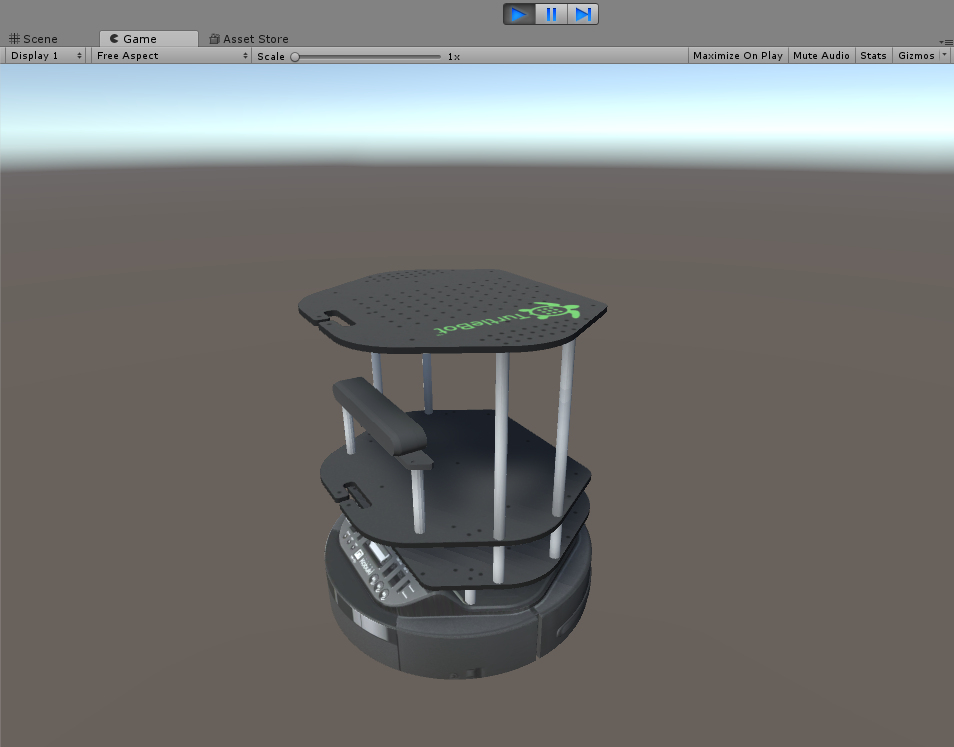 Scene
Game
Asset Store
Display 1
Free Aspect
Scale
1x
Maximize On Play
Mute Audio
Stats
Gizmos
TurtleBot